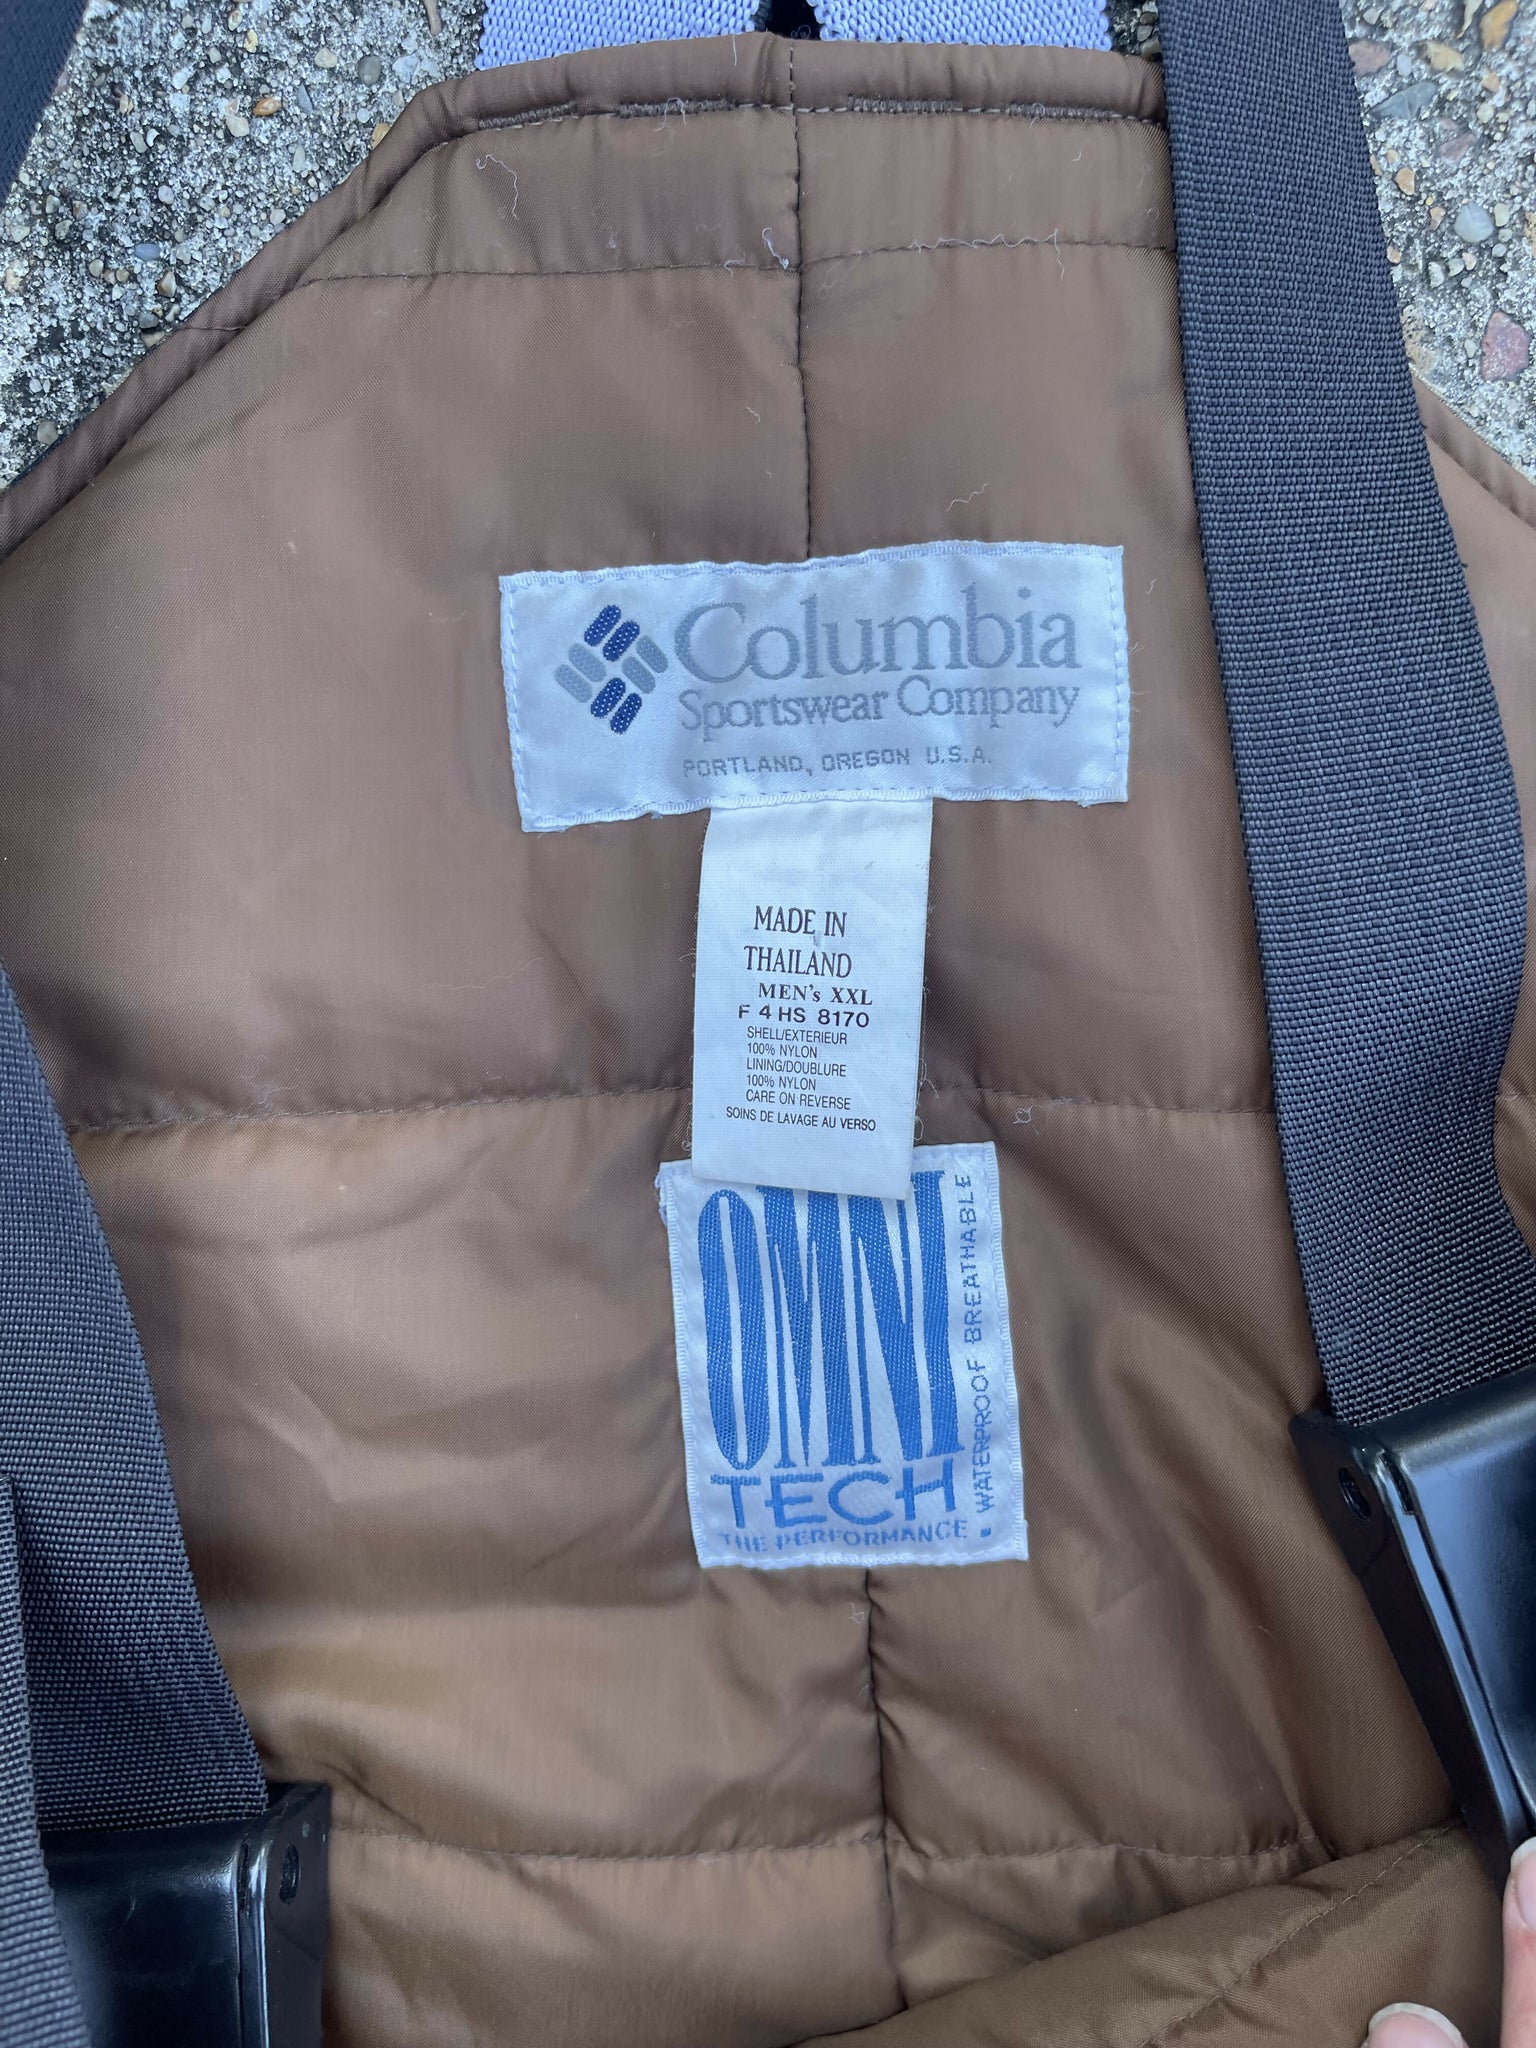 Columbia
Sportswear Company
PORTLAND, OREGON U.S.A.
MADE IN
THAILAND
MEN's XXL
F 4 HS 8170
SHELL/EXTERIEUR
100% NYLON
LINING/DOUBLURE
100% NYLON
CARE ON REVERSE
SOINS DE LAVAGE AU VERSO
OMNI
TECH
THE PERFORMANCE
• WATERPROOF BREATHABLE